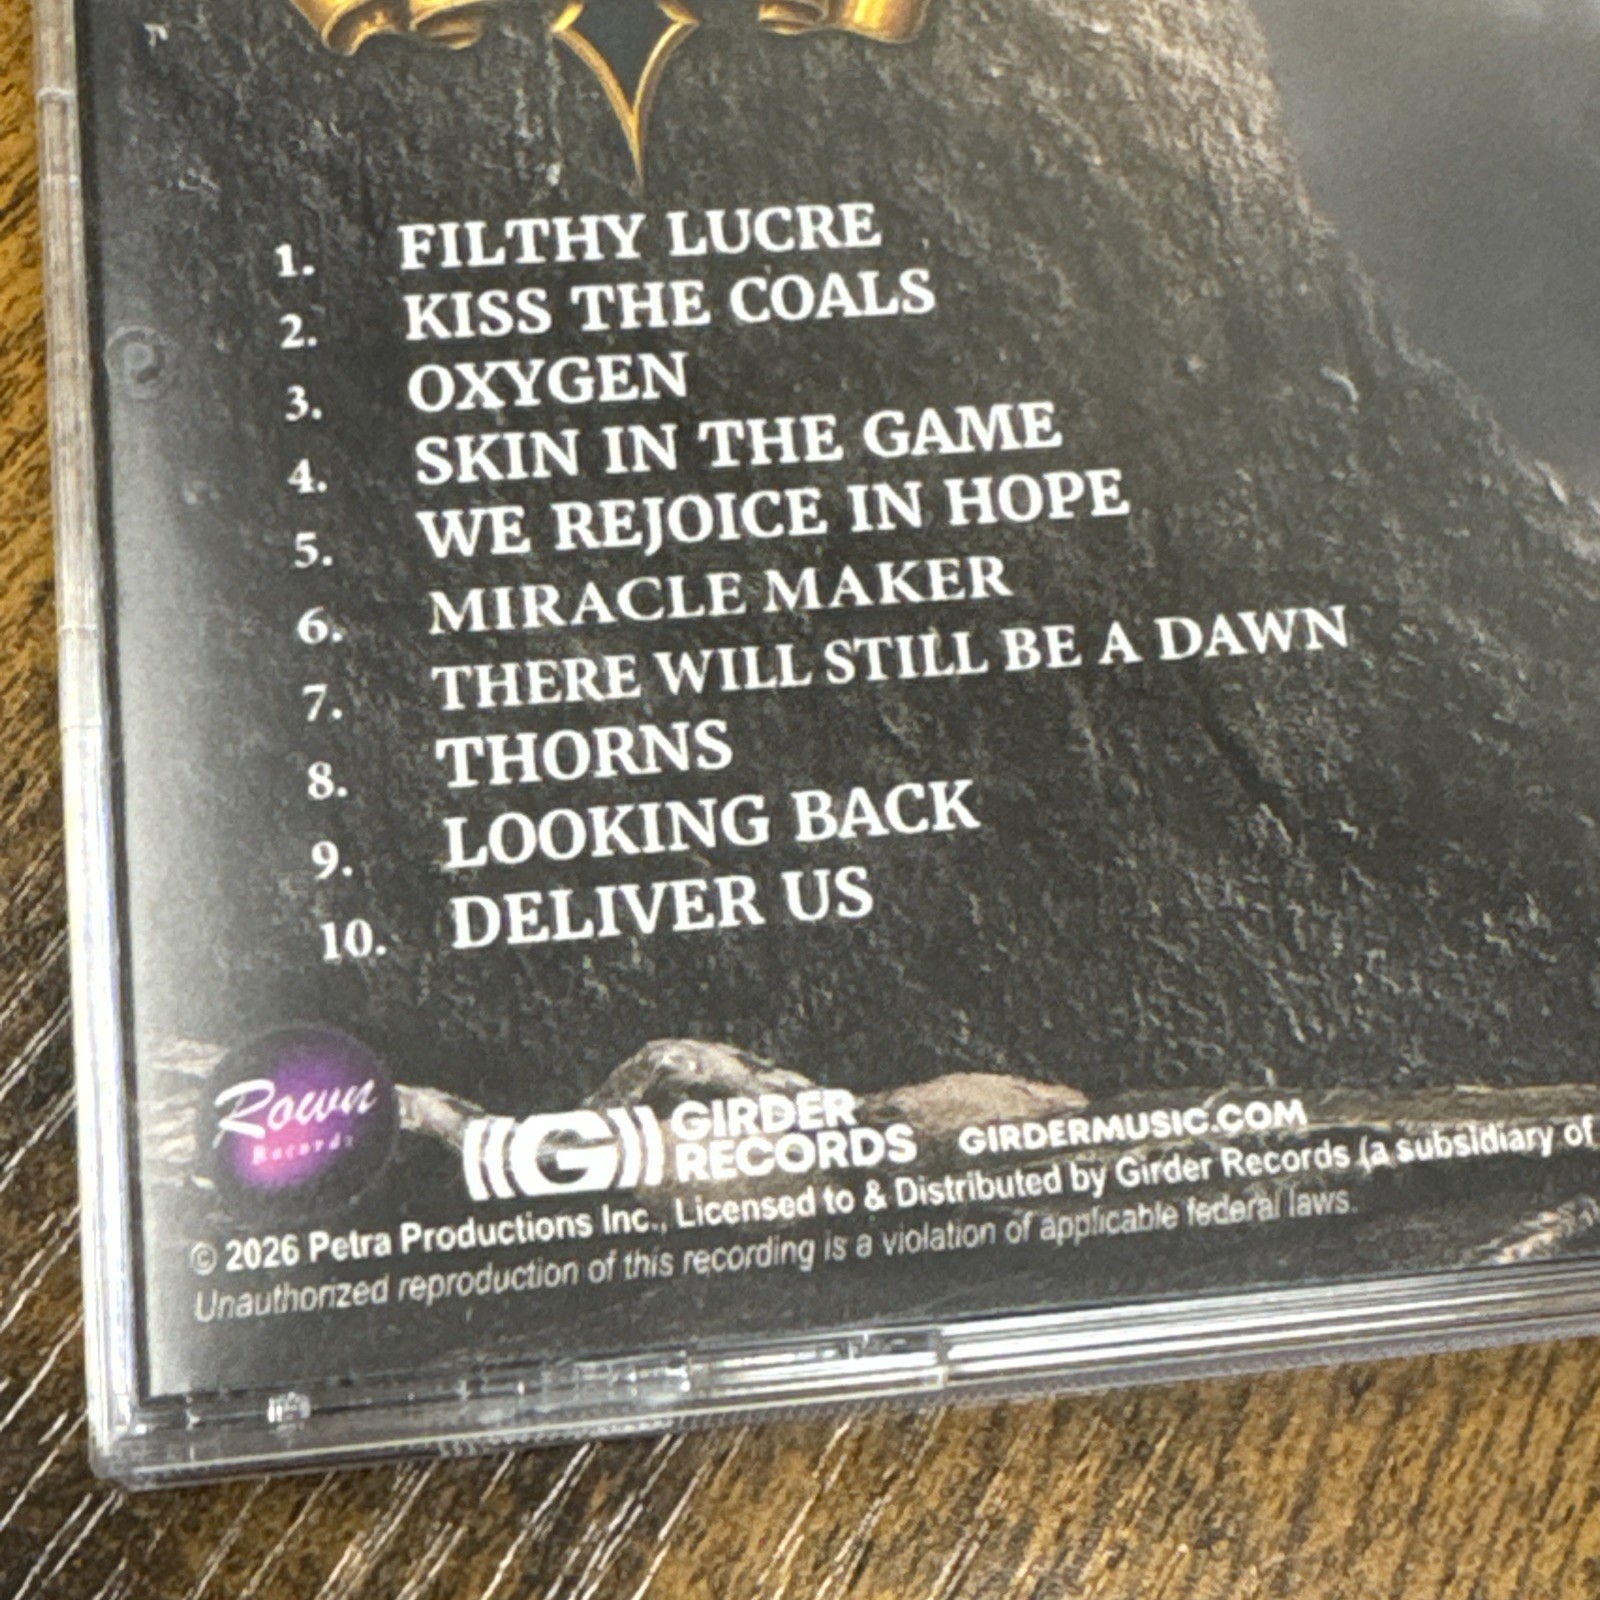 1. FILTHY LUCRE
2. KISS THE COALS
3. OXYGEN
4. SKIN IN THE GAME
5. WE REJOICE IN HOPE
6. MIRACLE MAKER
7. THERE WILL STILL BE A DAWN
8. THORNS
9. LOOKING BACK
10. DELIVER US
Rown
Records
((G)) GIRDER
RECORDS
GIRDERMUSIC.COM
© 2026 Petra Productions Inc., Licensed to & Distributed by Girder Records (a subsidiary of
Unauthorized reproduction of this recording is a violation of applicable federal laws.